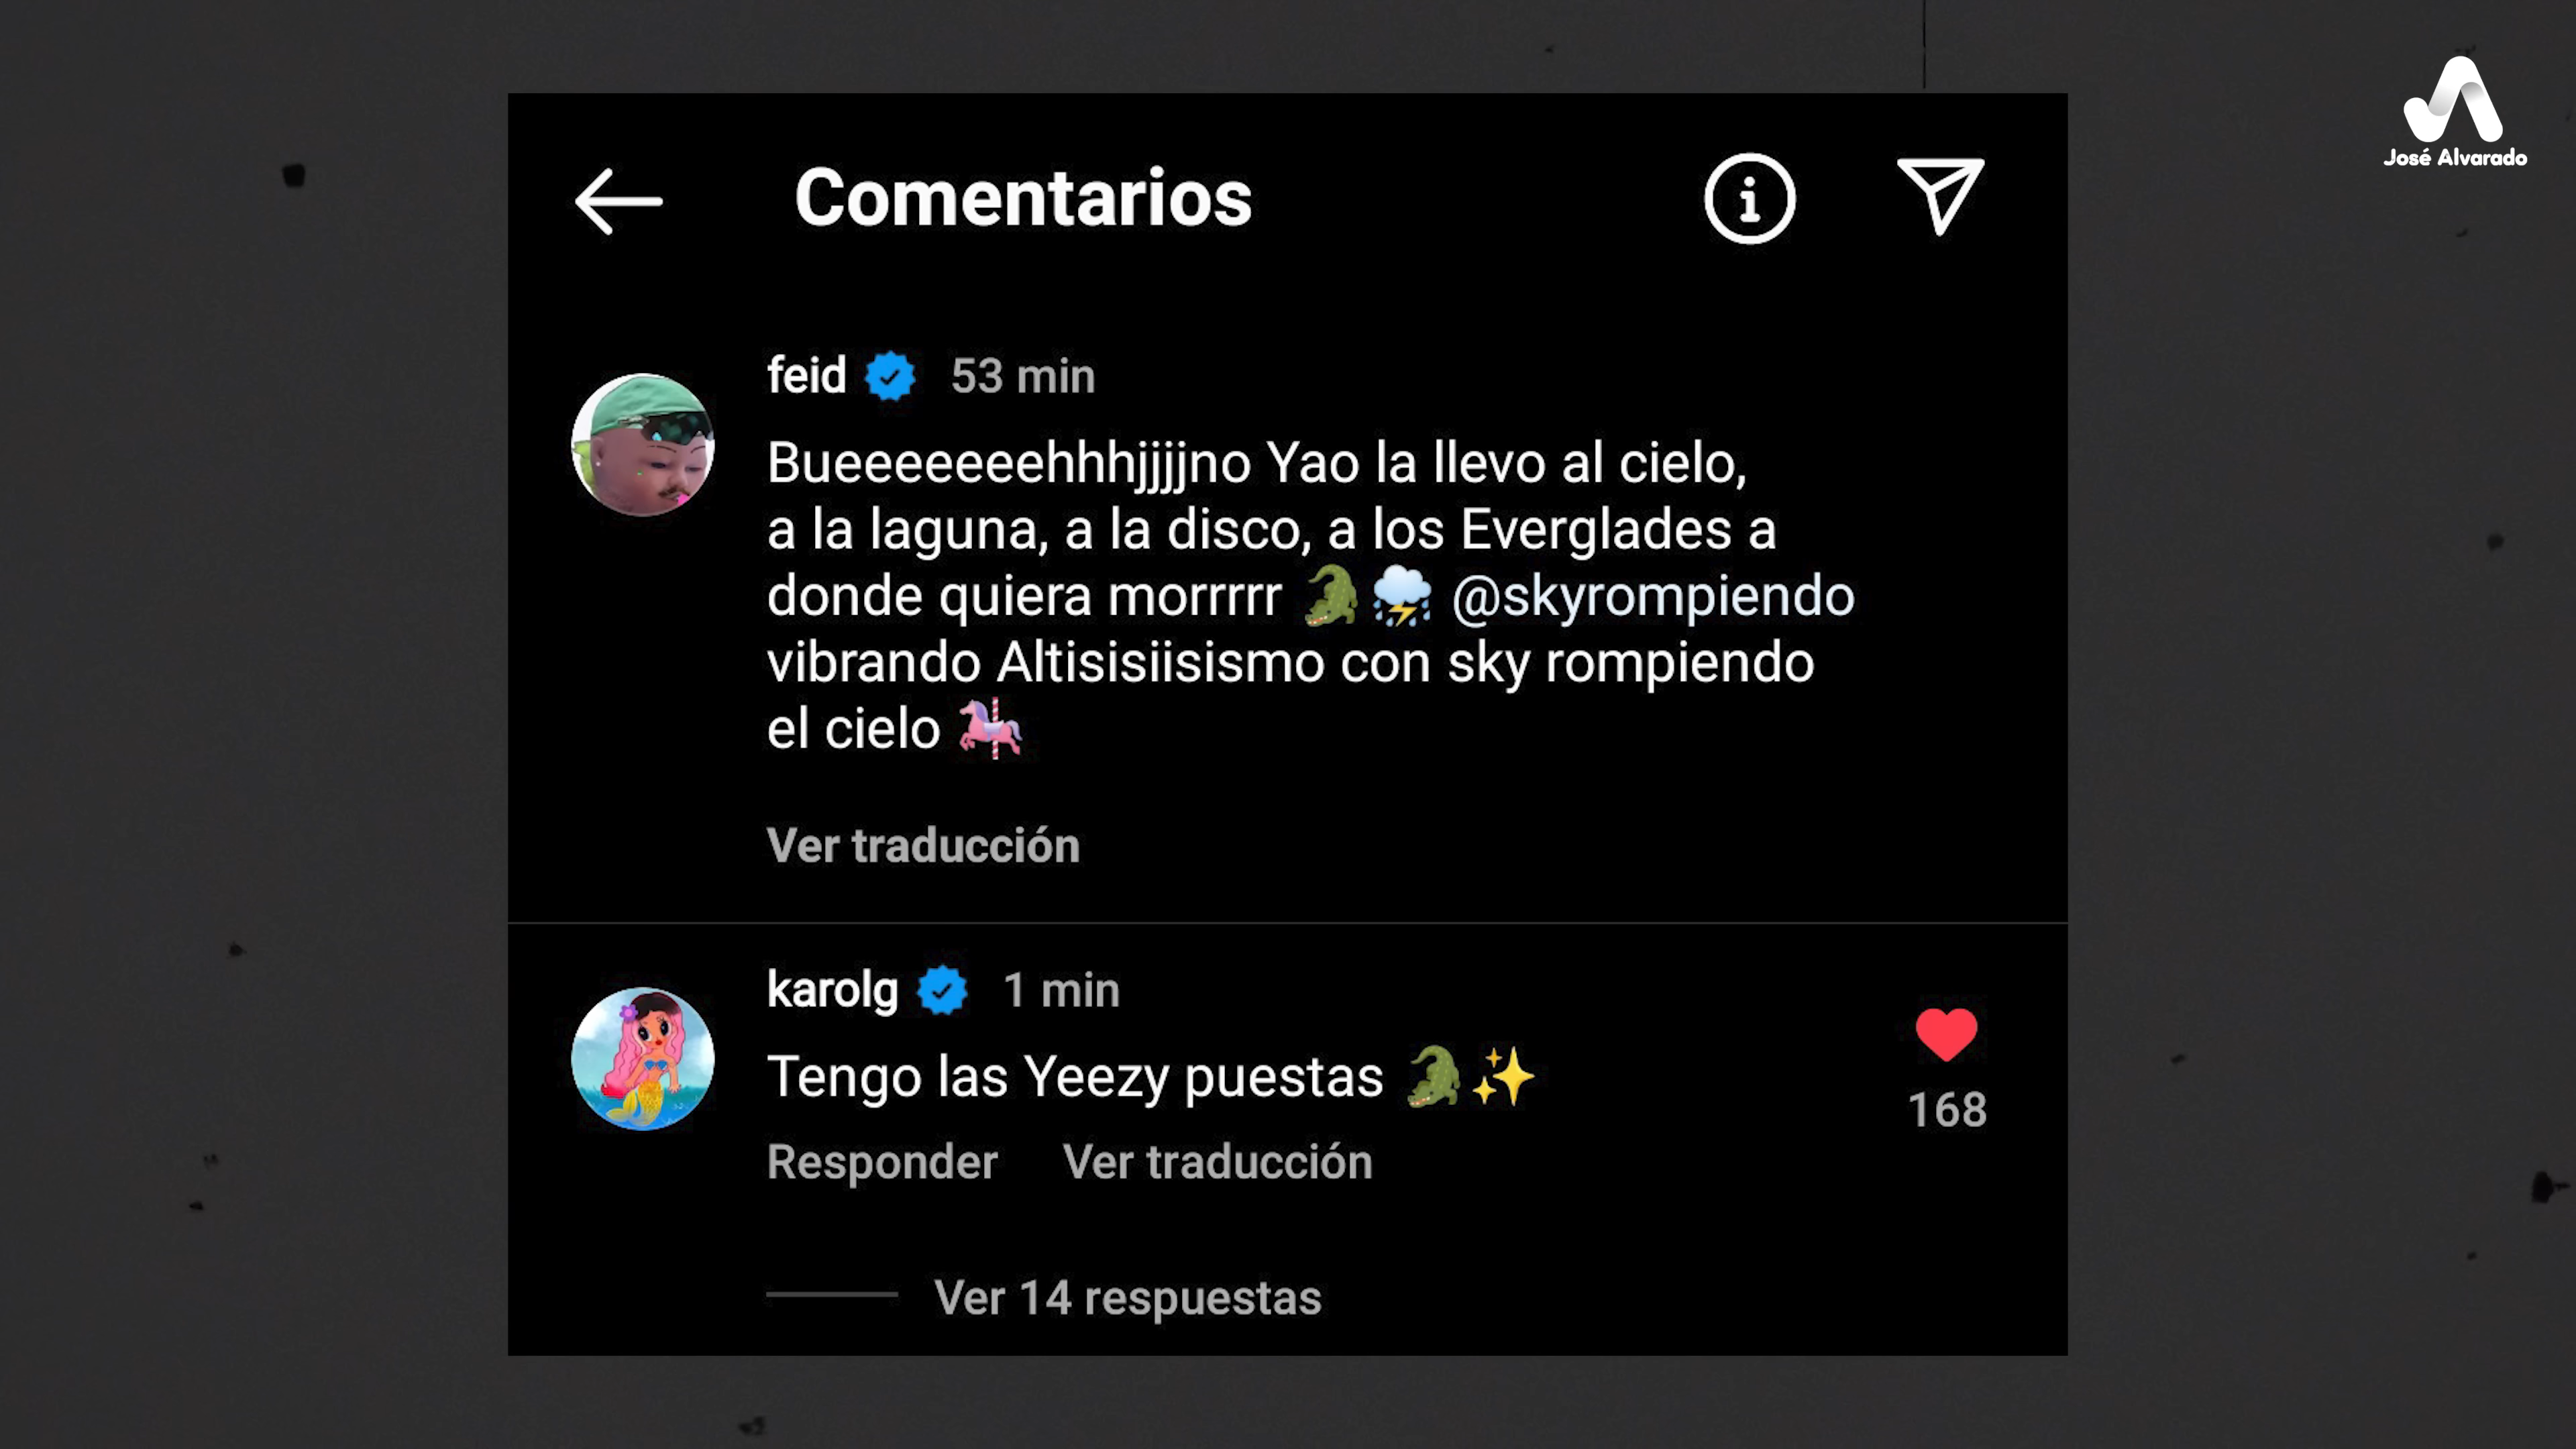 José Alvarado
Comentarios
feid 53 min
Bueeeeeeehhhjjjjno Yao la llevo al cielo,
a la laguna, a la disco, a los Everglades a
donde quiera morrrrr 🐊⛈️ @skyrompiendo
vibrando Altisisiisismo con sky rompiendo
el cielo 🎠
Ver traducción
karolg 1 min
Tengo las Yeezy puestas 🐊✨
168
Responder Ver traducción
Ver 14 respuestas